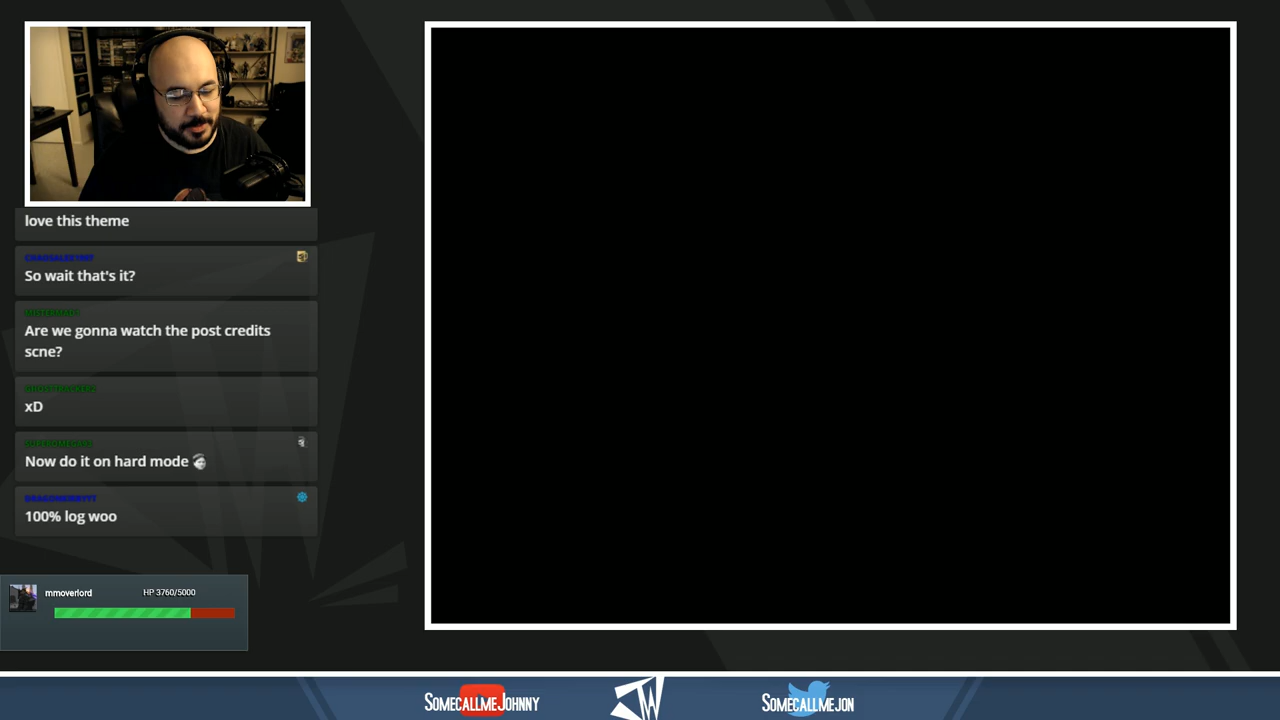 love this theme
So wait that's it?
Are we gonna watch the post credits
scne?
xD
Now do it on hard mode
100% log woo
mmoverlord HP 3760/5000
SOMECALLMEJOHNNY
SOMECALLMEJON